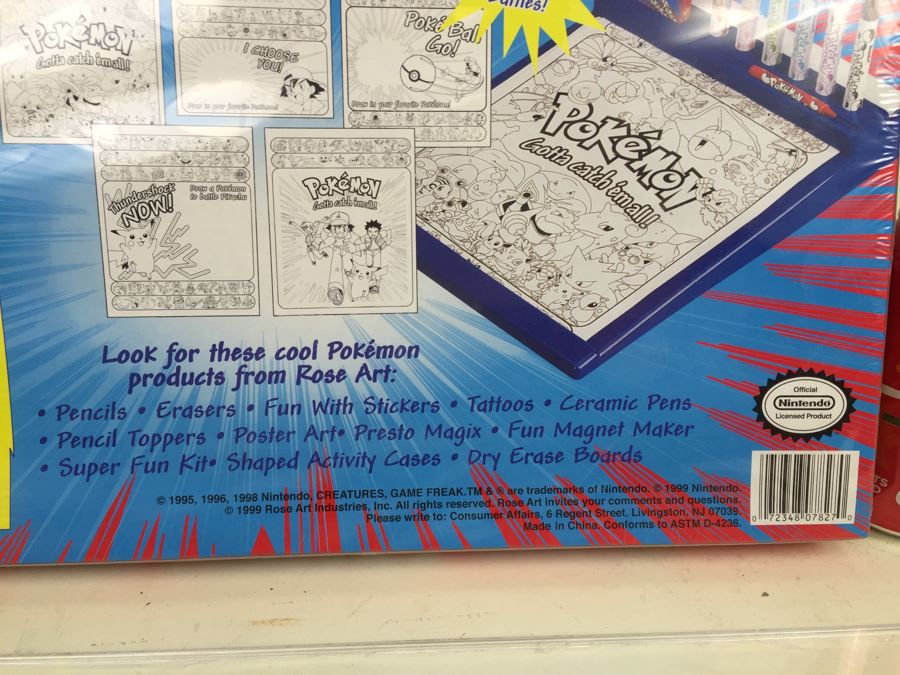 Battles!
POKéMON
Gotta catch 'em all!
I CHOOSE
YOU!
Draw in your favorite Pokémon!
Poké Ball
Go!
Draw in your favorite Pokémon!
POKéMON
POKéMON
Gotta catch 'em all!
Thundershock
NOW!
Draw a Pokémon
to battle Pikachu
POKéMON
Gotta catch 'em all!
Look for these cool Pokémon
products from Rose Art:
• Pencils • Erasers • Fun With Stickers • Tattoos • Ceramic Pens
• Pencil Toppers • Poster Art• Presto Magix • Fun Magnet Maker
• Super Fun Kit• Shaped Activity Cases • Dry Erase Boards
Official
Nintendo
Licensed Product
© 1995, 1996, 1998 Nintendo, CREATURES, GAME FREAK.TM & ® are trademarks of Nintendo. © 1999 Nintendo.
© 1999 Rose Art Industries, Inc. All rights reserved. Rose Art invites your comments and questions.
Please write to: Consumer Affairs, 6 Regent Street, Livingston, NJ 07039.
Made in China. Conforms to ASTM D-4236.
0 72348 07827 0